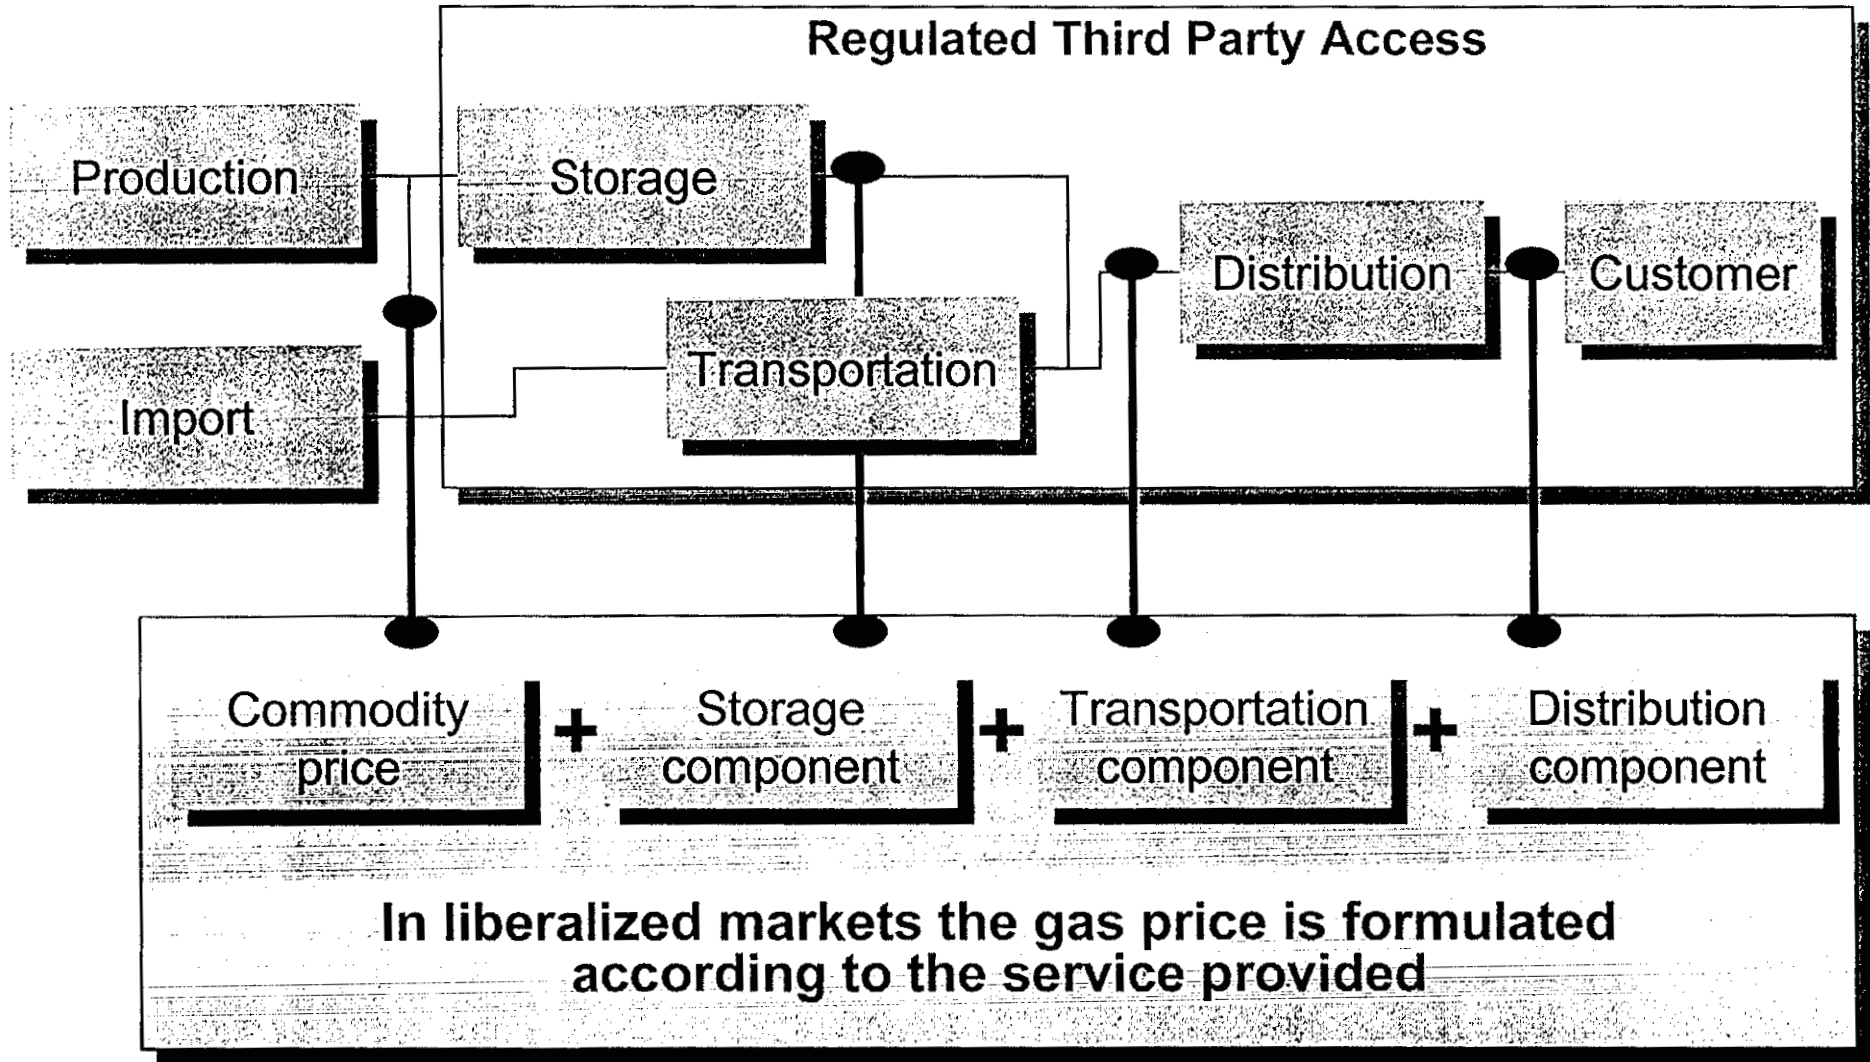 Regulated Third Party Access
Production
Storage
Distribution
Customer
Transportation
Import
Commodity
price
+
Storage
component
+
Transportation
component
+
Distribution
component
In liberalized markets the gas price is formulated
according to the service provided